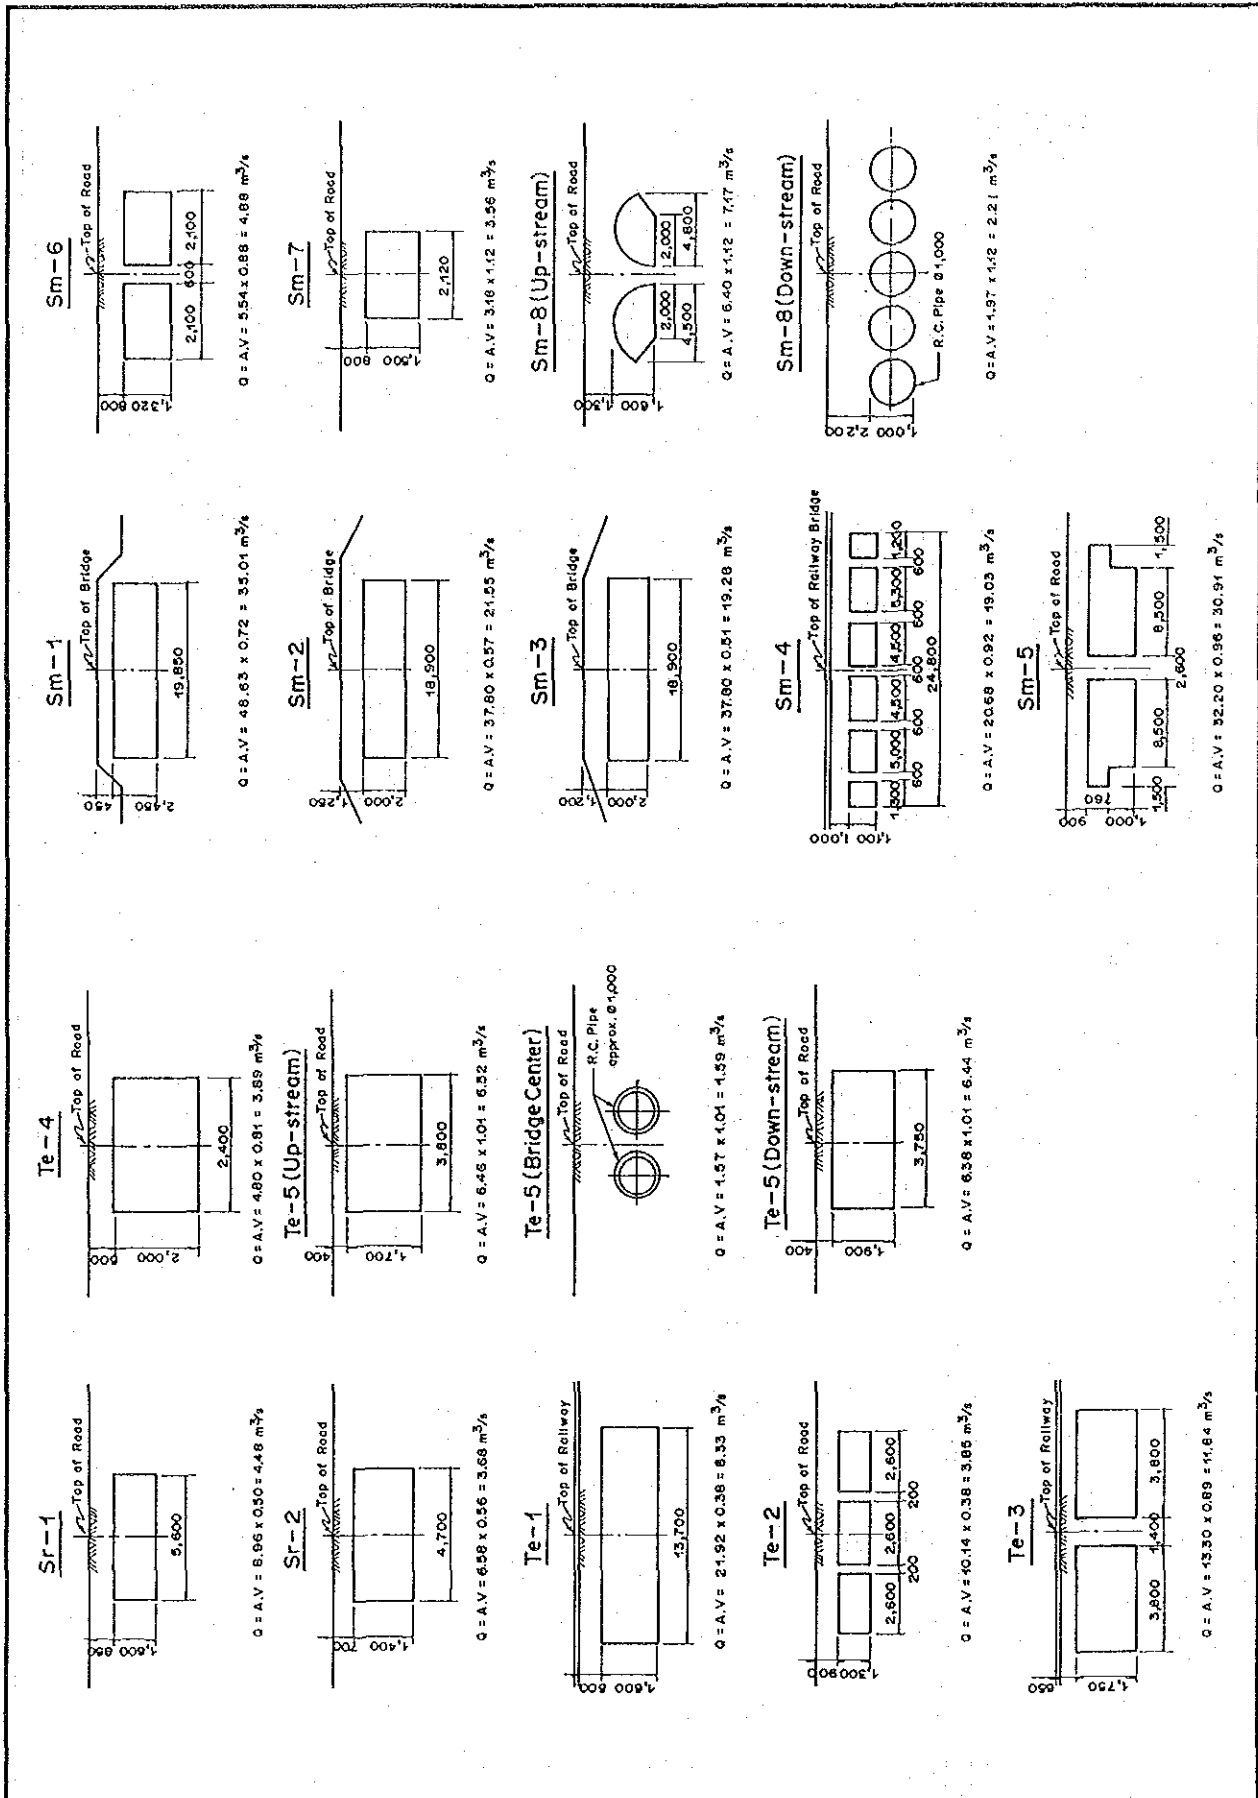 Sr-1
Top of Road
850
1,600
5,600
Q = A.V = 8.96 x 0.50 = 4.48 m³/s
Sr-2
Top of Road
700
1,400
4,700
Q = A.V = 6.58 x 0.56 = 3.68 m³/s
Te-1
Top of Railway
1,600
13,700
Q = A.V = 21.92 x 0.38 = 8.33 m³/s
Te-2
Top of Road
900
1,300
2,600 2,600 2,600
200 200
Q = A.V = 10.14 x 0.38 = 3.85 m³/s
Te-3
Top of Railway
1,750
3,800 1,400 3,800
Q = A.V = 13.30 x 0.89 = 11.84 m³/s
Te-4
Top of Road
2,000
2,400
Q = A.V = 4.80 x 0.81 = 3.89 m³/s
Te-5 (Up-stream)
Top of Road
400
1,700
3,800
Q = A.V = 6.46 x 1.01 = 6.52 m³/s
Te-5 (Bridge Center)
Top of Road
R.C. Pipe
approx. Ø1,000
Q = A.V = 1.57 x 1.01 = 1.59 m³/s
Te-5 (Down-stream)
Top of Road
400
1,900
3,750
Q = A.V = 6.38 x 1.01 = 6.44 m³/s
Sm-1
Top of Bridge
450
2,450
19,850
Q = A.V = 48.63 x 0.72 = 35.01 m³/s
Sm-2
Top of Bridge
1,250
2,000
18,900
Q = A.V = 37.80 x 0.57 = 21.55 m³/s
Sm-3
Top of Bridge
1,200
2,000
18,900
Q = A.V = 37.80 x 0.51 = 19.28 m³/s
Sm-4
Top of Railway Bridge
1,000
1,100
1,300 5,000 4,500 4,500 5,300 1,200
600 600 600 600 600
24,800
Q = A.V = 20.68 x 0.92 = 19.03 m³/s
Sm-5
Top of Road
900
760
1,000
1,500 8,500 8,500 1,500
2,600
Q = A.V = 32.20 x 0.96 = 30.91 m³/s
Sm-6
Top of Road
800
1,320
2,100 600 2,100
Q = A.V = 5.54 x 0.88 = 4.88 m³/s
Sm-7
Top of Road
800
1,500
2,120
Q = A.V = 3.18 x 1.12 = 3.56 m³/s
Sm-8 (Up-stream)
Top of Road
1,300
1,600
2,000 2,000
4,500 4,800
Q = A.V = 6.40 x 1.12 = 7.17 m³/s
Sm-8 (Down-stream)
Top of Road
2,200
1,000
R.C. Pipe Ø1,000
Q = A.V = 1.97 x 1.12 = 2.21 m³/s